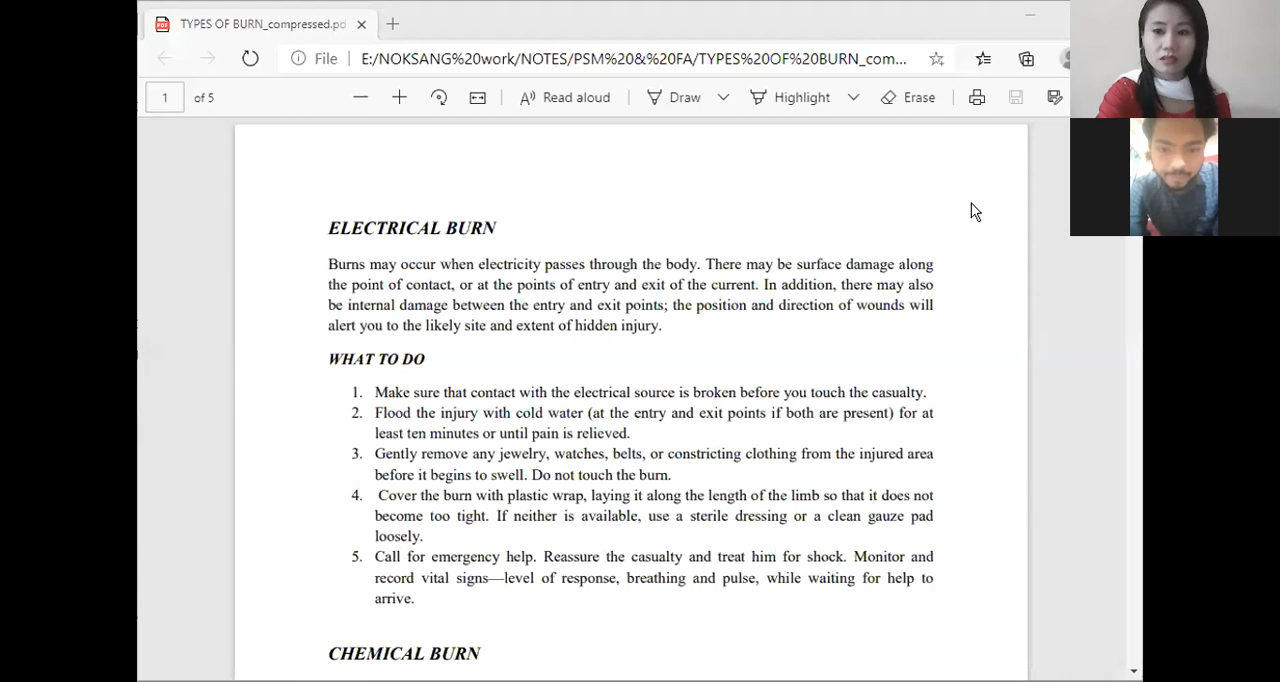 TYPES OF BURN_compressed.pd
File E:/NOKSANG%20work/NOTES/PSM%20&%20FA/TYPES%20OF%20BURN_com...
1 of 5 Read aloud Draw Highlight Erase
ELECTRICAL BURN
Burns may occur when electricity passes through the body. There may be surface damage along
the point of contact, or at the points of entry and exit of the current. In addition, there may also
be internal damage between the entry and exit points; the position and direction of wounds will
alert you to the likely site and extent of hidden injury.
WHAT TO DO
1. Make sure that contact with the electrical source is broken before you touch the casualty.
2. Flood the injury with cold water (at the entry and exit points if both are present) for at
least ten minutes or until pain is relieved.
3. Gently remove any jewelry, watches, belts, or constricting clothing from the injured area
before it begins to swell. Do not touch the burn.
4. Cover the burn with plastic wrap, laying it along the length of the limb so that it does not
become too tight. If neither is available, use a sterile dressing or a clean gauze pad
loosely.
5. Call for emergency help. Reassure the casualty and treat him for shock. Monitor and
record vital signs—level of response, breathing and pulse, while waiting for help to
arrive.
CHEMICAL BURN